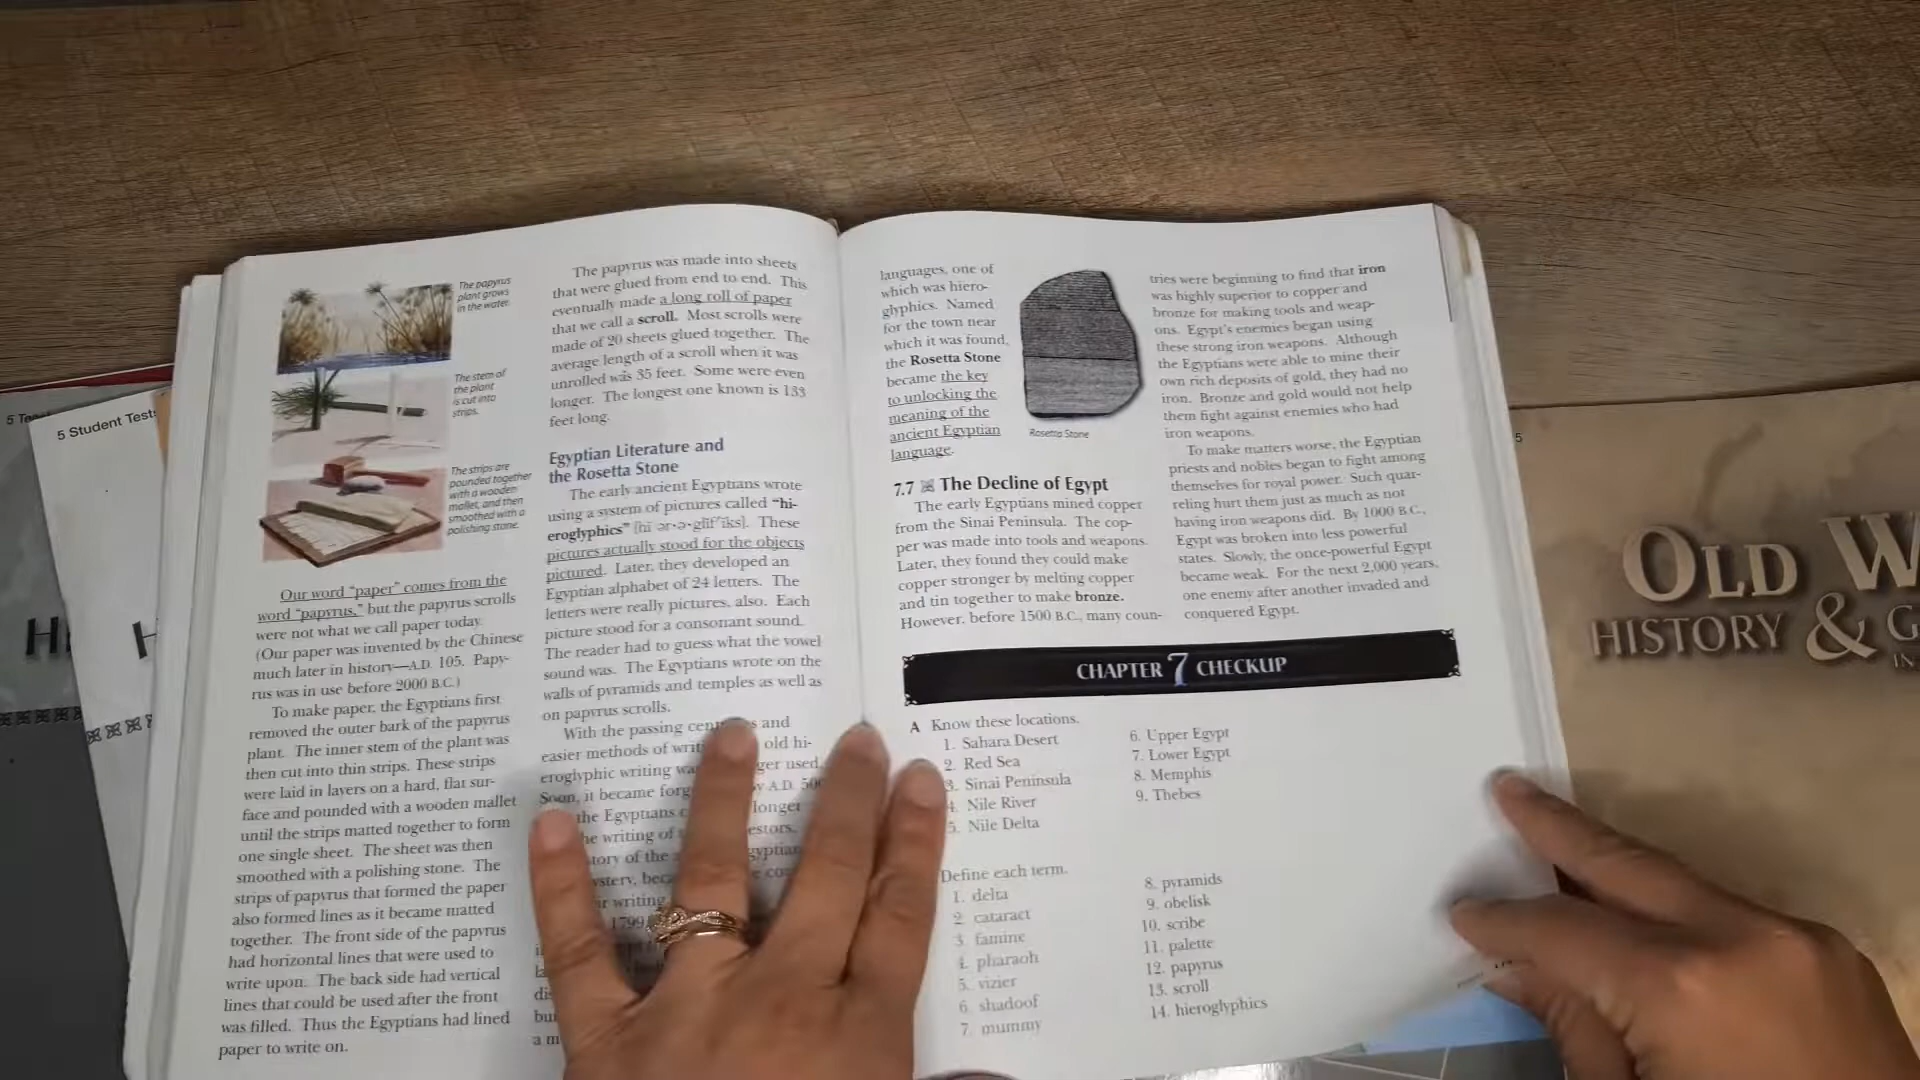 The papyrus
plant grows
in the water.
The stem of
the plant
is cut into
strips.
The strips are
pounded together
with a wooden
mallet, and then
smoothed with a
polishing stone.
Our word "paper" comes from the
word "papyrus," but the papyrus scrolls
were not what we call paper today.
(Our paper was invented by the Chinese
much later in history—A.D. 105. Papy-
rus was in use before 2000 B.C.)
To make paper, the Egyptians first
removed the outer bark of the papyrus
plant. The inner stem of the plant was
then cut into thin strips. These strips
were laid in layers on a hard, flat sur-
face and pounded with a wooden mallet
until the strips matted together to form
one single sheet. The sheet was then
smoothed with a polishing stone. The
strips of papyrus that formed the paper
also formed lines as it became matted
together. The front side of the papyrus
had horizontal lines that were used to
write upon. The back side had vertical
lines that could be used after the front
was filled. Thus the Egyptians had lined
paper to write on.
The papyrus was made into sheets
that were glued from end to end. This
eventually made a long roll of paper
that we call a scroll. Most scrolls were
made of 20 sheets glued together. The
average length of a scroll when it was
unrolled was 35 feet. Some were even
longer. The longest one known is 133
feet long.
Egyptian Literature and
the Rosetta Stone
The early ancient Egyptians wrote
using a system of pictures called "hi-
eroglyphics" These
pictures actually stood for the objects
pictured. Later, they developed an
Egyptian alphabet of 24 letters. The
letters were really pictures, also. Each
picture stood for a consonant sound.
The reader had to guess what the vowel
sound was. The Egyptians wrote on the
walls of pyramids and temples as well as
on papyrus scrolls.
With the passing and
easier methods of old hi-
eroglyphic writing used.
Soon, it became A.D.
the Egyptians longer
writing of
of the
writing
1799
languages, one of
which was hiero-
glyphics. Named
for the town near
which it was found,
the Rosetta Stone
became the key
to unlocking the
meaning of the
ancient Egyptian
language.
Rosetta Stone
7.7 The Decline of Egypt
The early Egyptians mined copper
from the Sinai Peninsula. The cop-
per was made into tools and weapons.
Later, they found they could make
copper stronger by melting copper
and tin together to make bronze.
However, before 1500 B.C., many coun-
tries were beginning to find that iron
was highly superior to copper and
bronze for making tools and weap-
ons. Egypt's enemies began using
these strong iron weapons. Although
the Egyptians were able to mine their
own rich deposits of gold, they had no
iron. Bronze and gold would not help
them fight against enemies who had
iron weapons.
To make matters worse, the Egyptian
priests and nobles began to fight among
themselves for royal power. Such quar-
reling hurt them just as much as not
having iron weapons did. By 1000 B.C.,
Egypt was broken into less powerful
states. Slowly, the once-powerful Egypt
became weak. For the next 2,000 years,
one enemy after another invaded and
conquered Egypt.
CHAPTER 7 CHECKUP
A Know these locations.
1. Sahara Desert
2. Red Sea
3. Sinai Peninsula
4. Nile River
5. Nile Delta
6. Upper Egypt
7. Lower Egypt
8. Memphis
9. Thebes
Define each term.
1. delta
2. cataract
3. famine
4. pharaoh
5. vizier
6. shadoof
7. mummy
8. pyramids
9. obelisk
10. scribe
11. palette
12. papyrus
13. scroll
14. hieroglyphics
5 Student Test
5
OLD W
HISTORY & G
IN